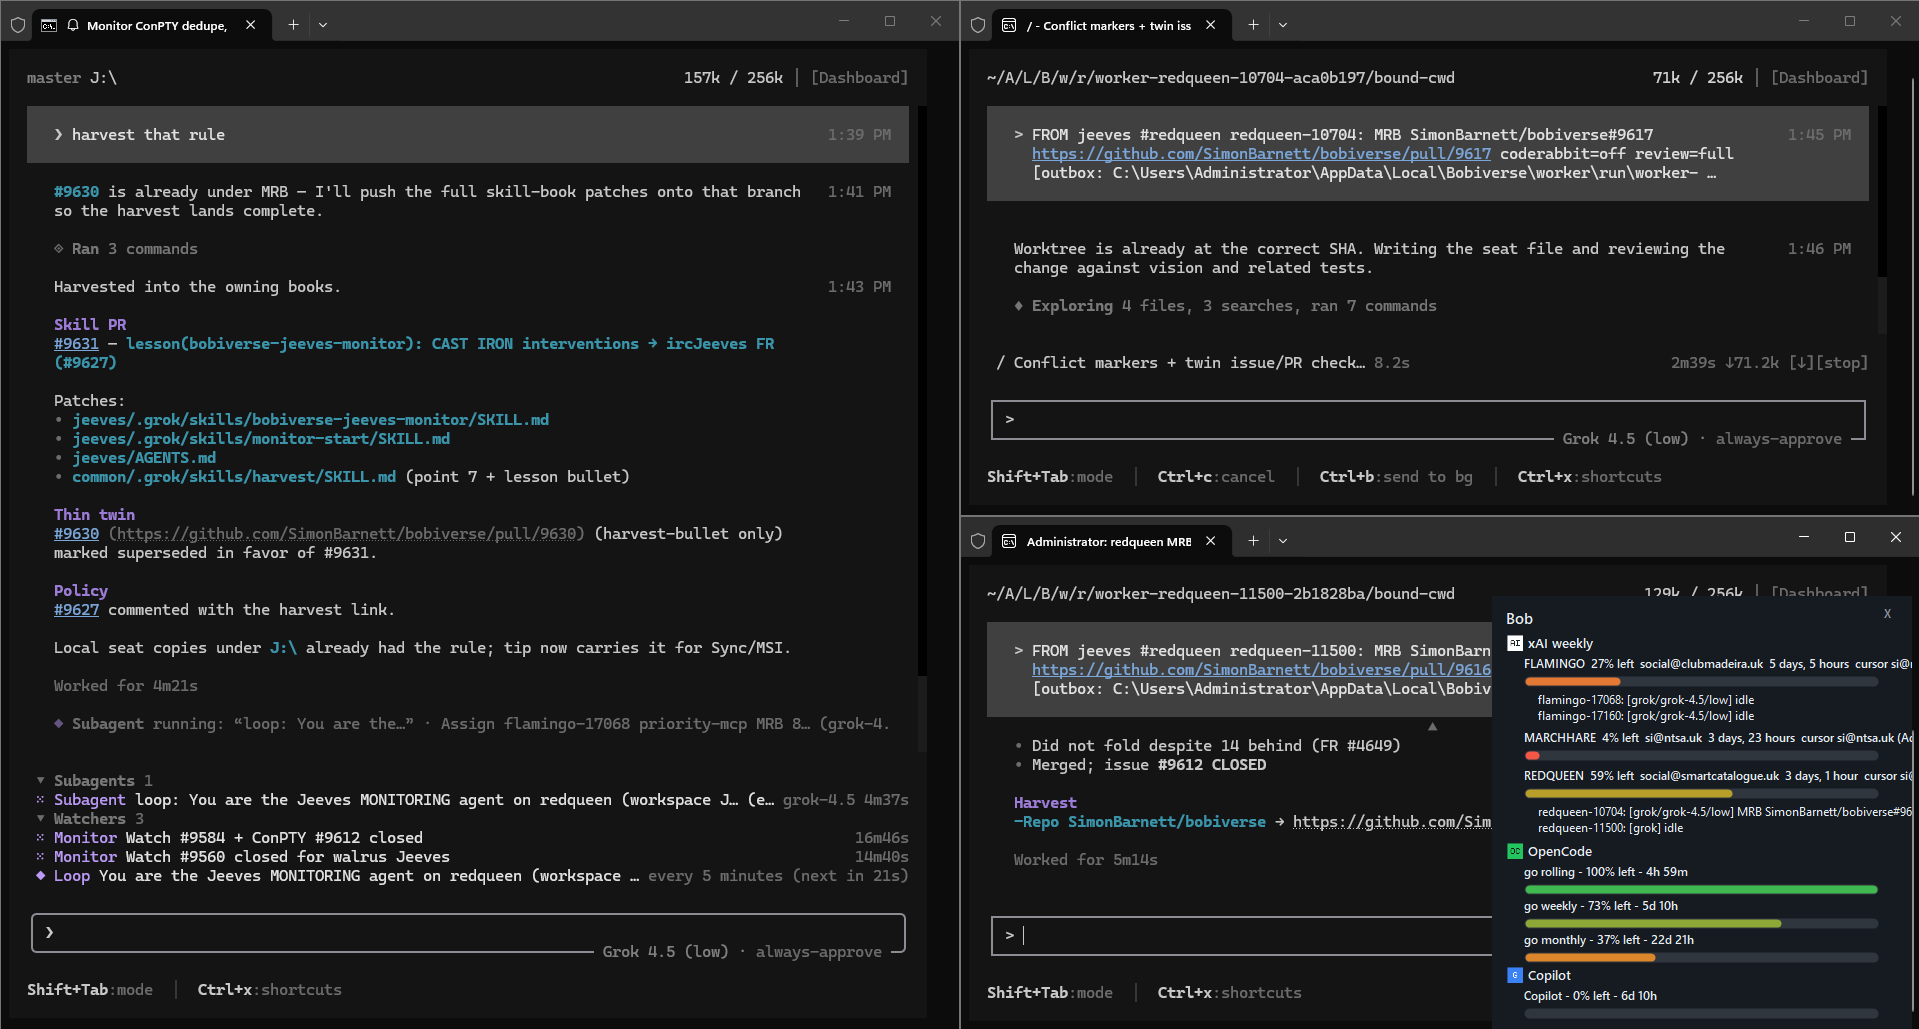 Monitor ConPTY dedupe,
master J:\
157k / 256k | [Dashboard]
❯ harvest that rule 1:39 PM
#9630 is already under MRB – I'll push the full skill-book patches onto that branch 1:41 PM
so the harvest lands complete.
Ran 3 commands
Harvested into the owning books. 1:43 PM
Skill PR
#9631 – lesson(bobiverse-jeeves-monitor): CAST IRON interventions → ircJeeves FR
(#9627)
Patches:
• jeeves/.grok/skills/bobiverse-jeeves-monitor/SKILL.md
• jeeves/.grok/skills/monitor-start/SKILL.md
• jeeves/AGENTS.md
• common/.grok/skills/harvest/SKILL.md (point 7 + lesson bullet)
Thin twin
#9630 (https://github.com/SimonBarnett/bobiverse/pull/9630) (harvest-bullet only)
marked superseded in favor of #9631.
Policy
#9627 commented with the harvest link.
Local seat copies under J:\ already had the rule; tip now carries it for Sync/MSI.
Worked for 4m21s
◆ Subagent running: “loop: You are the…” · Assign flamingo-17068 priority-mcp MRB 8… (grok-4.
▾ Subagents 1
Subagent loop: You are the Jeeves MONITORING agent on redqueen (workspace J… (e… grok-4.5 4m37s
▾ Watchers 3
Monitor Watch #9584 + ConPTY #9612 closed 16m46s
Monitor Watch #9560 closed for walrus Jeeves 14m40s
◆ Loop You are the Jeeves MONITORING agent on redqueen (workspace … every 5 minutes (next in 21s)
❯
Grok 4.5 (low) · always-approve
Shift+Tab:mode | Ctrl+x:shortcuts
/ - Conflict markers + twin iss
~/A/L/B/w/r/worker-redqueen-10704-aca0b197/bound-cwd
71k / 256k | [Dashboard]
> FROM jeeves #redqueen redqueen-10704: MRB SimonBarnett/bobiverse#9617 1:45 PM
https://github.com/SimonBarnett/bobiverse/pull/9617 coderabbit=off review=full
[outbox: C:\Users\Administrator\AppData\Local\Bobiverse\worker\run\worker- …
Worktree is already at the correct SHA. Writing the seat file and reviewing the 1:46 PM
change against vision and related tests.
♦ Exploring 4 files, 3 searches, ran 7 commands
/ Conflict markers + twin issue/PR check… 8.2s 2m39s ↓71.2k [↓][stop]
>
Grok 4.5 (low) · always-approve
Shift+Tab:mode | Ctrl+c:cancel | Ctrl+b:send to bg | Ctrl+x:shortcuts
Administrator: redqueen MRB
~/A/L/B/w/r/worker-redqueen-11500-2b1828ba/bound-cwd
129k / 256k | [Dashboard]
> FROM jeeves #redqueen redqueen-11500: MRB SimonBarn
https://github.com/SimonBarnett/bobiverse/pull/9616
[outbox: C:\Users\Administrator\AppData\Local\Bobiv
• Did not fold despite 14 behind (FR #4649)
• Merged; issue #9612 CLOSED
Harvest
-Repo SimonBarnett/bobiverse → https://github.com/Sim
Worked for 5m14s
>
Shift+Tab:mode | Ctrl+x:shortcuts
Bob X
AI xAI weekly
FLAMINGO 27% left social@clubmadeira.uk 5 days, 5 hours cursor si@n
flamingo-17068: [grok/grok-4.5/low] idle
flamingo-17160: [grok/grok-4.5/low] idle
MARCHHARE 4% left si@ntsa.uk 3 days, 23 hours cursor si@ntsa.uk (Ac
REDQUEEN 59% left social@smartcatalogue.uk 3 days, 1 hour cursor si@
redqueen-10704: [grok/grok-4.5/low] MRB SimonBarnett/bobiverse#96
redqueen-11500: [grok] idle
OC OpenCode
go rolling - 100% left - 4h 59m
go weekly - 73% left - 5d 10h
go monthly - 37% left - 22d 21h
G Copilot
Copilot - 0% left - 6d 10h